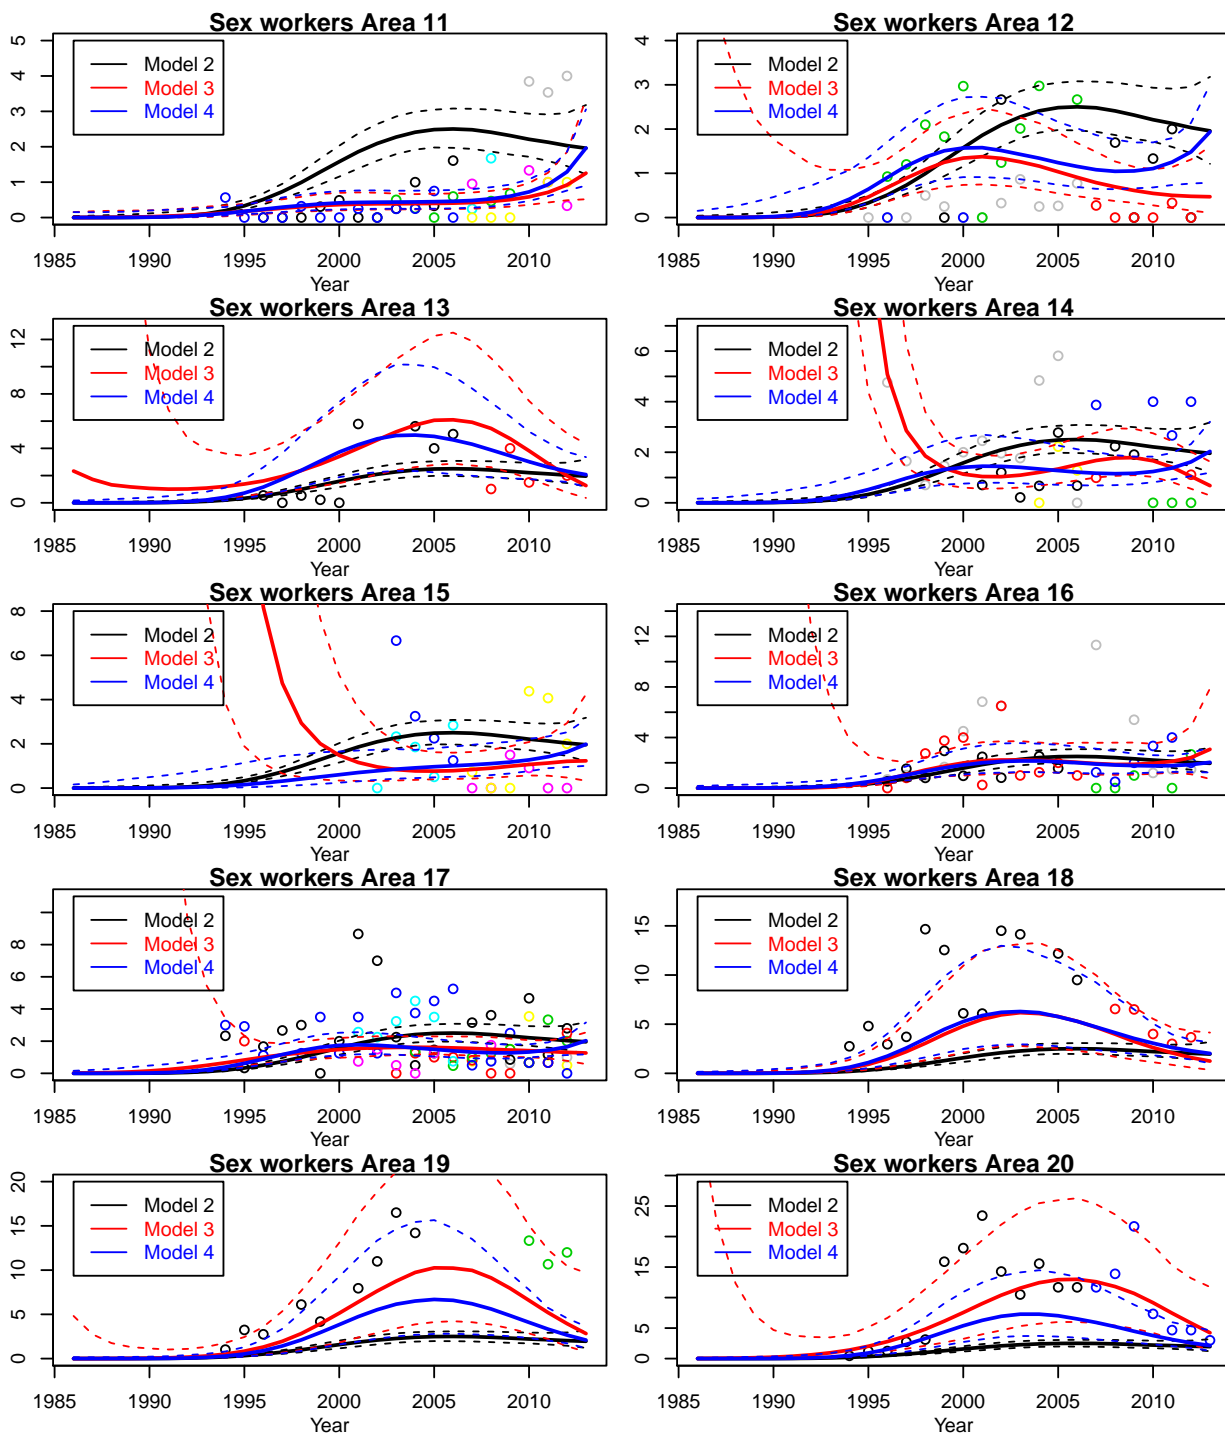 Sex workers Area 11
5
4
3
2
1
0
Model 2
Model 3
Model 4
1985 1990 1995 2000 2005 2010
Year
Sex workers Area 12
4
3
2
1
0
Model 2
Model 3
Model 4
1985 1990 1995 2000 2005 2010
Year
Sex workers Area 13
12
8
4
0
Model 2
Model 3
Model 4
1985 1990 1995 2000 2005 2010
Year
Sex workers Area 14
6
4
2
0
Model 2
Model 3
Model 4
1985 1990 1995 2000 2005 2010
Year
Sex workers Area 15
8
6
4
2
0
Model 2
Model 3
Model 4
1985 1990 1995 2000 2005 2010
Year
Sex workers Area 16
12
8
6
4
2
0
Model 2
Model 3
Model 4
1985 1990 1995 2000 2005 2010
Year
Sex workers Area 17
8
6
4
2
0
Model 2
Model 3
Model 4
1985 1990 1995 2000 2005 2010
Year
Sex workers Area 18
15
10
5
0
Model 2
Model 3
Model 4
1985 1990 1995 2000 2005 2010
Year
Sex workers Area 19
20
15
10
5
0
Model 2
Model 3
Model 4
1985 1990 1995 2000 2005 2010
Year
Sex workers Area 20
25
15
10
5
0
Model 2
Model 3
Model 4
1985 1990 1995 2000 2005 2010
Year